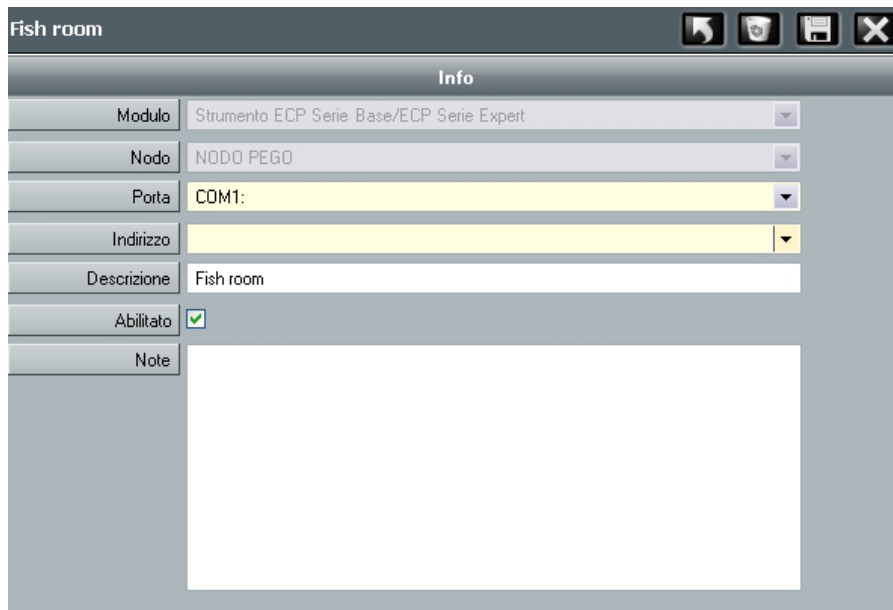 Fish room
Info
Modulo Strumento ECP Serie Base/ECP Serie Expert
Nodo NODO PEGO
Porta COM1:
Indirizzo
Descrizione Fish room
Abilitato
Note